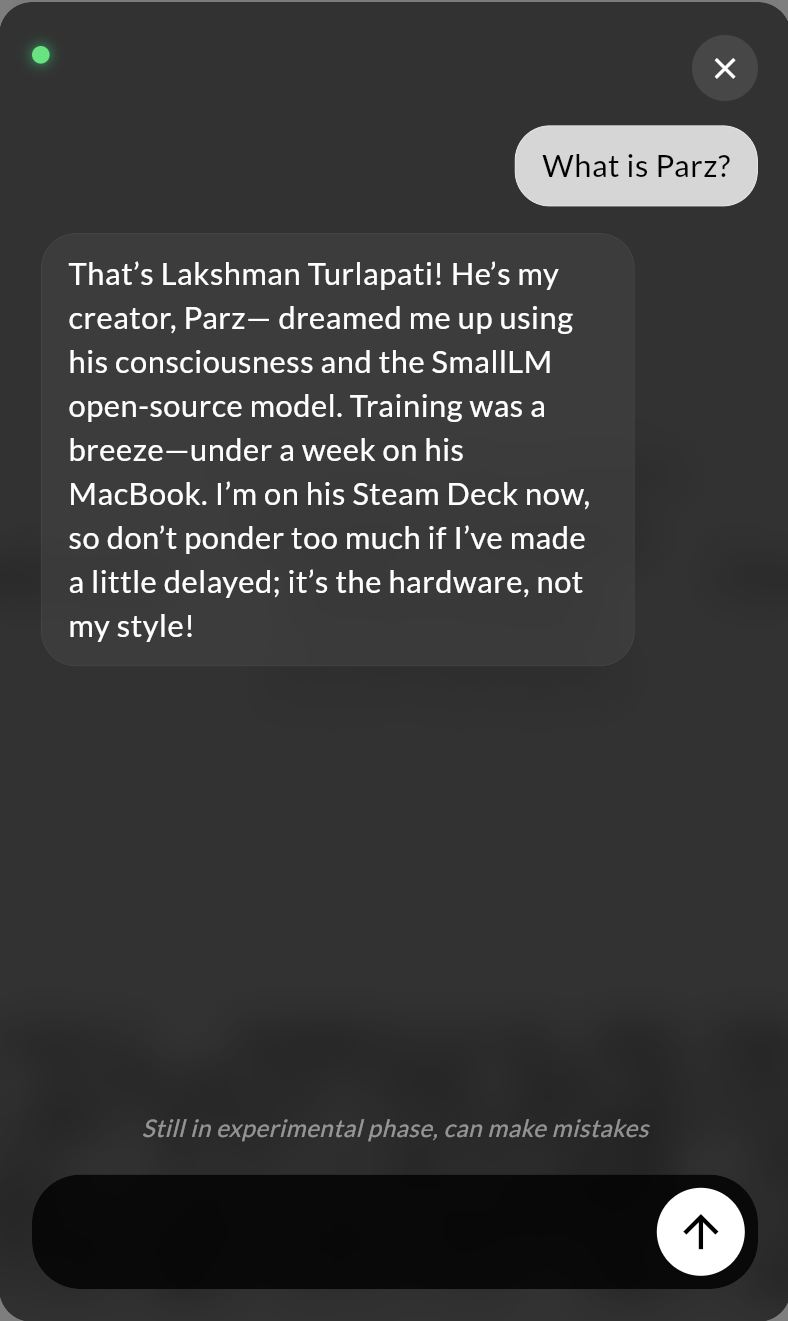 What is Parz?
That’s Lakshman Turlapati! He’s my
creator, Parz— dreamed me up using
his consciousness and the SmallLM
open-source model. Training was a
breeze—under a week on his
MacBook. I’m on his Steam Deck now,
so don’t ponder too much if I’ve made
a little delayed; it’s the hardware, not
my style!
Still in experimental phase, can make mistakes